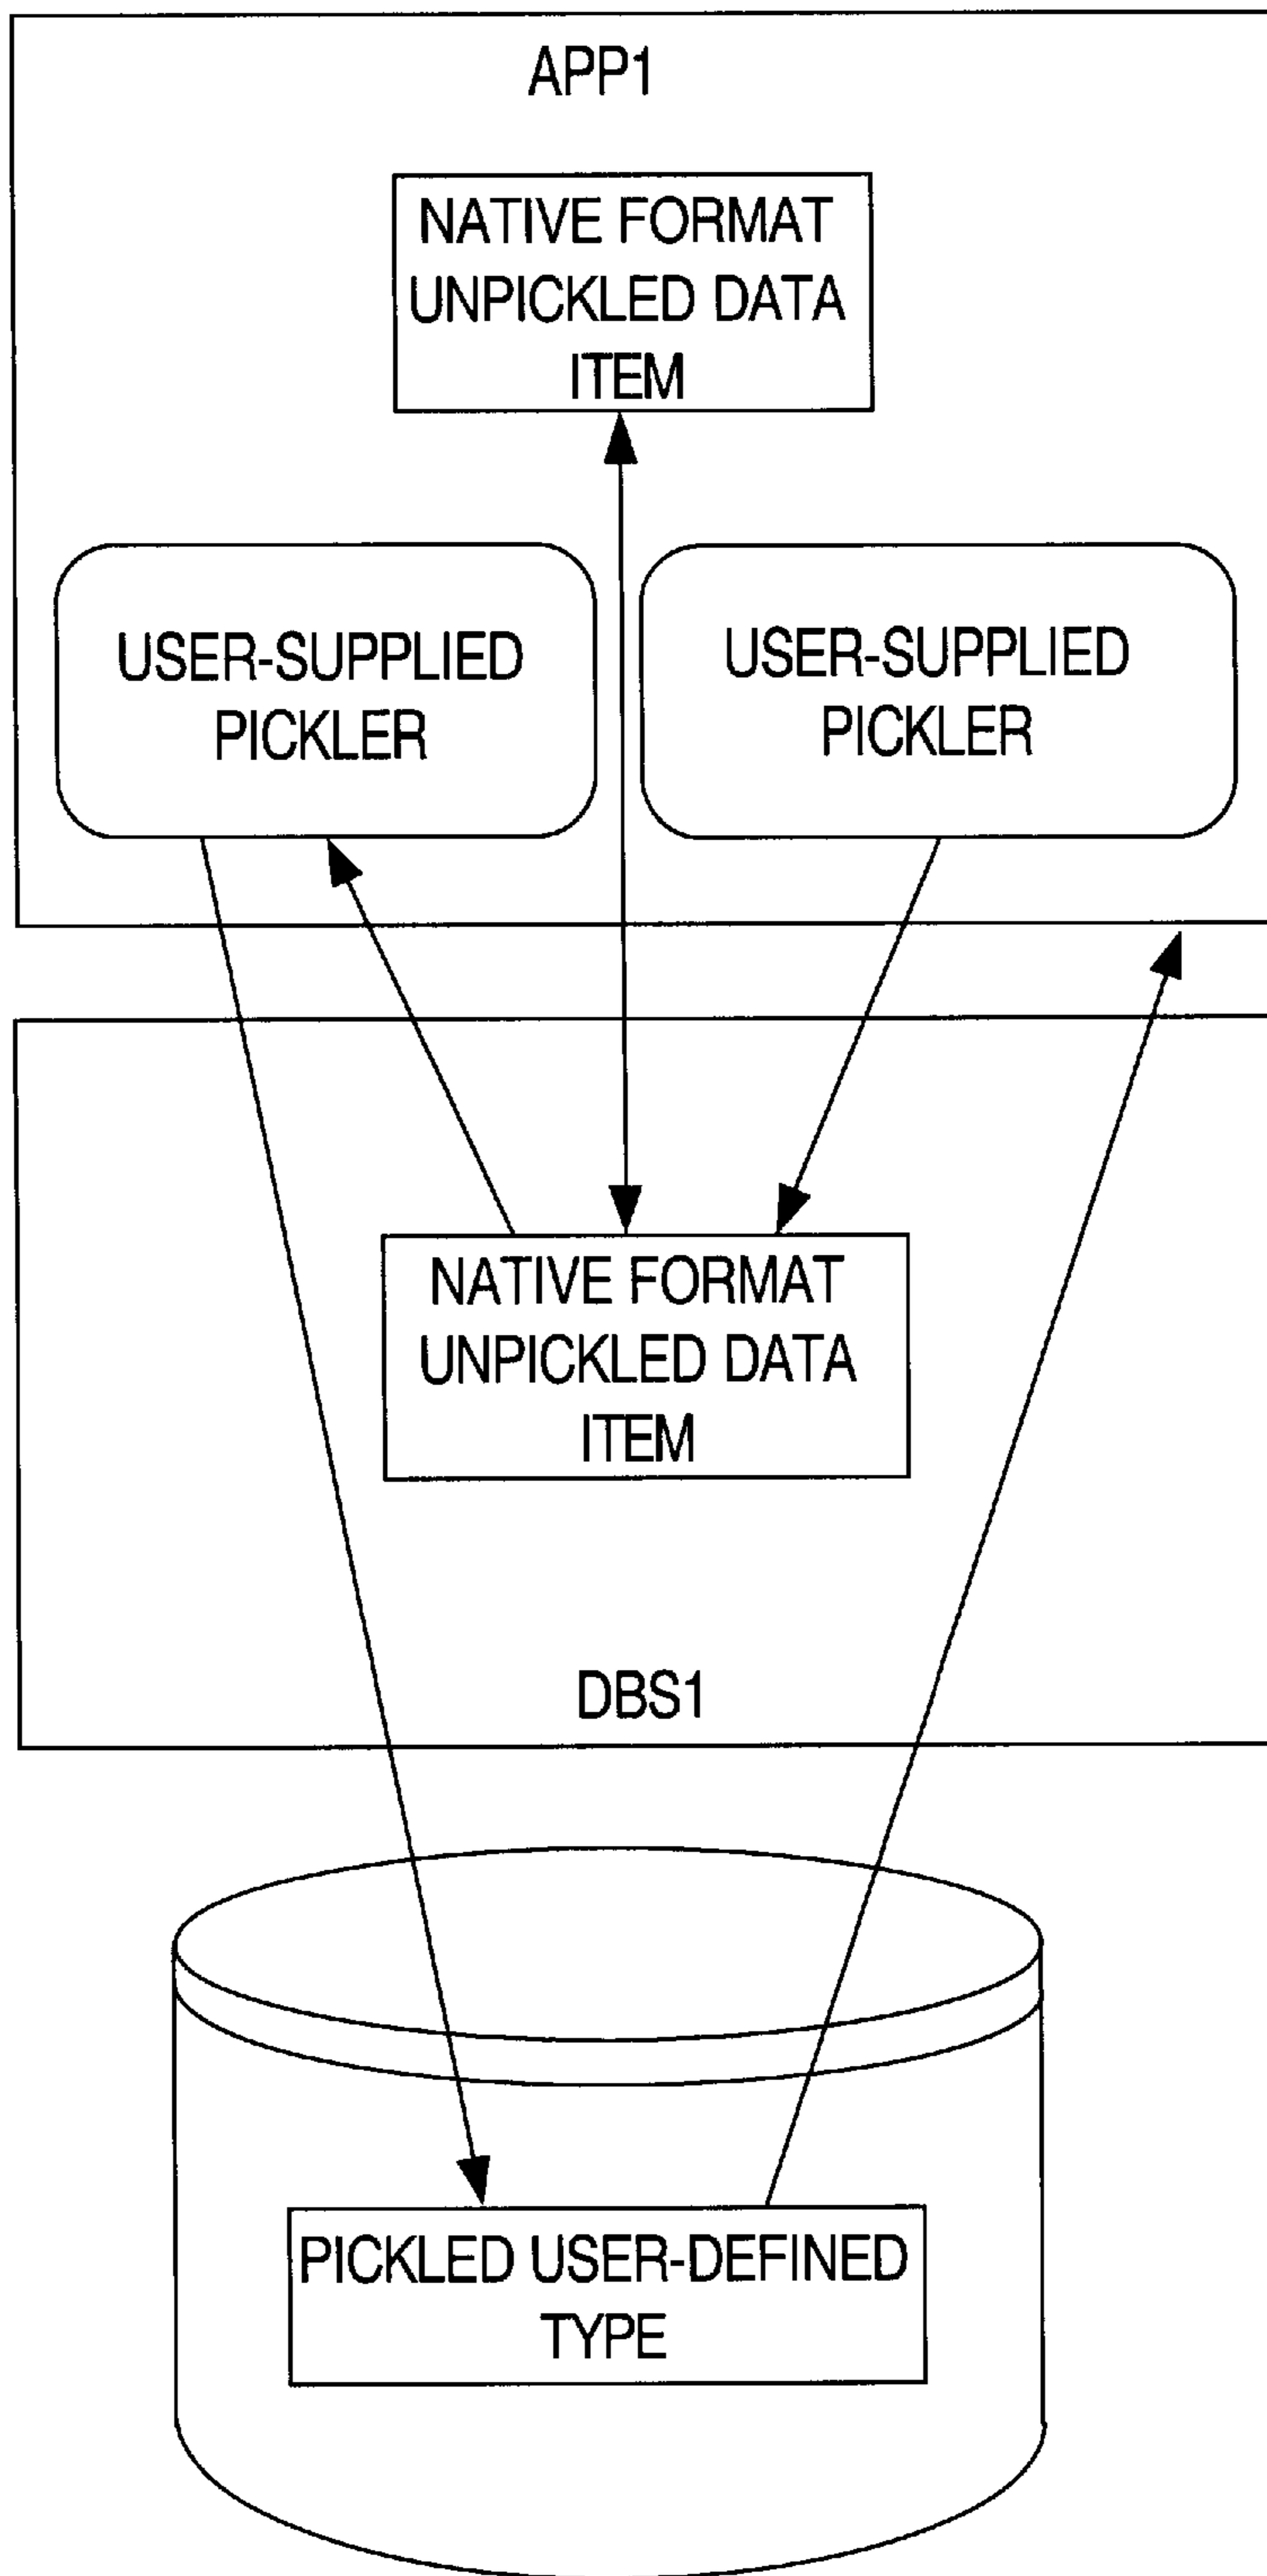 APP1
NATIVE FORMAT
UNPICKLED DATA
ITEM
USER-SUPPLIED
PICKLER
USER-SUPPLIED
PICKLER
NATIVE FORMAT
UNPICKLED DATA
ITEM
DBS1
PICKLED USER-DEFINED
TYPE